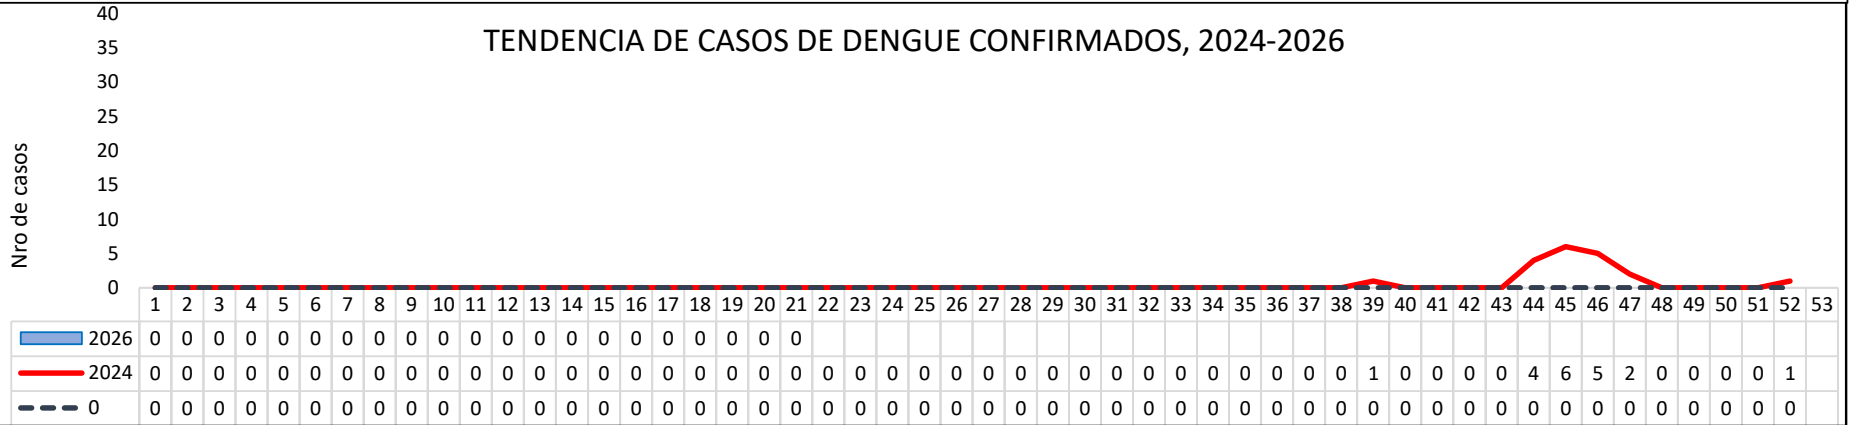 TENDENCIA DE CASOS DE DENGUE CONFIRMADOS, 2024-2026
Nro de casos
40
35
30
25
20
15
10
5
0
1 2 3 4 5 6 7 8 9 10 11 12 13 14 15 16 17 18 19 20 21 22 23 24 25 26 27 28 29 30 31 32 33 34 35 36 37 38 39 40 41 42 43 44 45 46 47 48 49 50 51 52 53
2026 0 0 0 0 0 0 0 0 0 0 0 0 0 0 0 0 0 0 0 0 0
2024 0 0 0 0 0 0 0 0 0 0 0 0 0 0 0 0 0 0 0 0 0 0 0 0 0 0 0 0 0 0 0 0 0 0 0 0 0 0 1 0 0 0 0 4 6 5 2 0 0 0 0 1
0 0 0 0 0 0 0 0 0 0 0 0 0 0 0 0 0 0 0 0 0 0 0 0 0 0 0 0 0 0 0 0 0 0 0 0 0 0 0 0 0 0 0 0 0 0 0 0 0 0 0 0 0